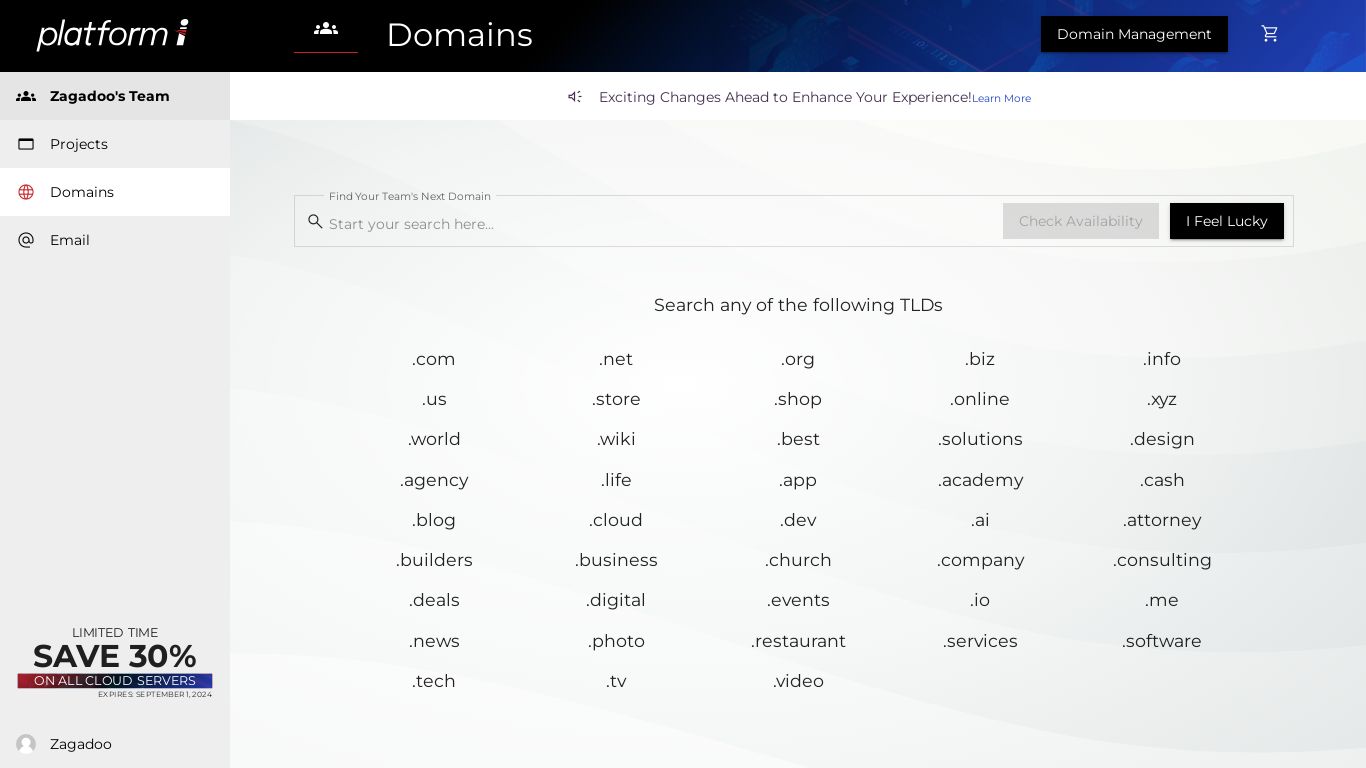 platform i
Domains
Domain Management
Zagadoo's Team
Projects
Domains
Email
Exciting Changes Ahead to Enhance Your Experience!Learn More
Find Your Team's Next Domain
Start your search here...
Check Availability
I Feel Lucky
Search any of the following TLDs
.com .net .org .biz .info
.us .store .shop .online .xyz
.world .wiki .best .solutions .design
.agency .life .app .academy .cash
.blog .cloud .dev .ai .attorney
.builders .business .church .company .consulting
.deals .digital .events .io .me
.news .photo .restaurant .services .software
.tech .tv .video
LIMITED TIME
SAVE 30%
ON ALL CLOUD SERVERS
EXPIRES: SEPTEMBER 1, 2024
Zagadoo